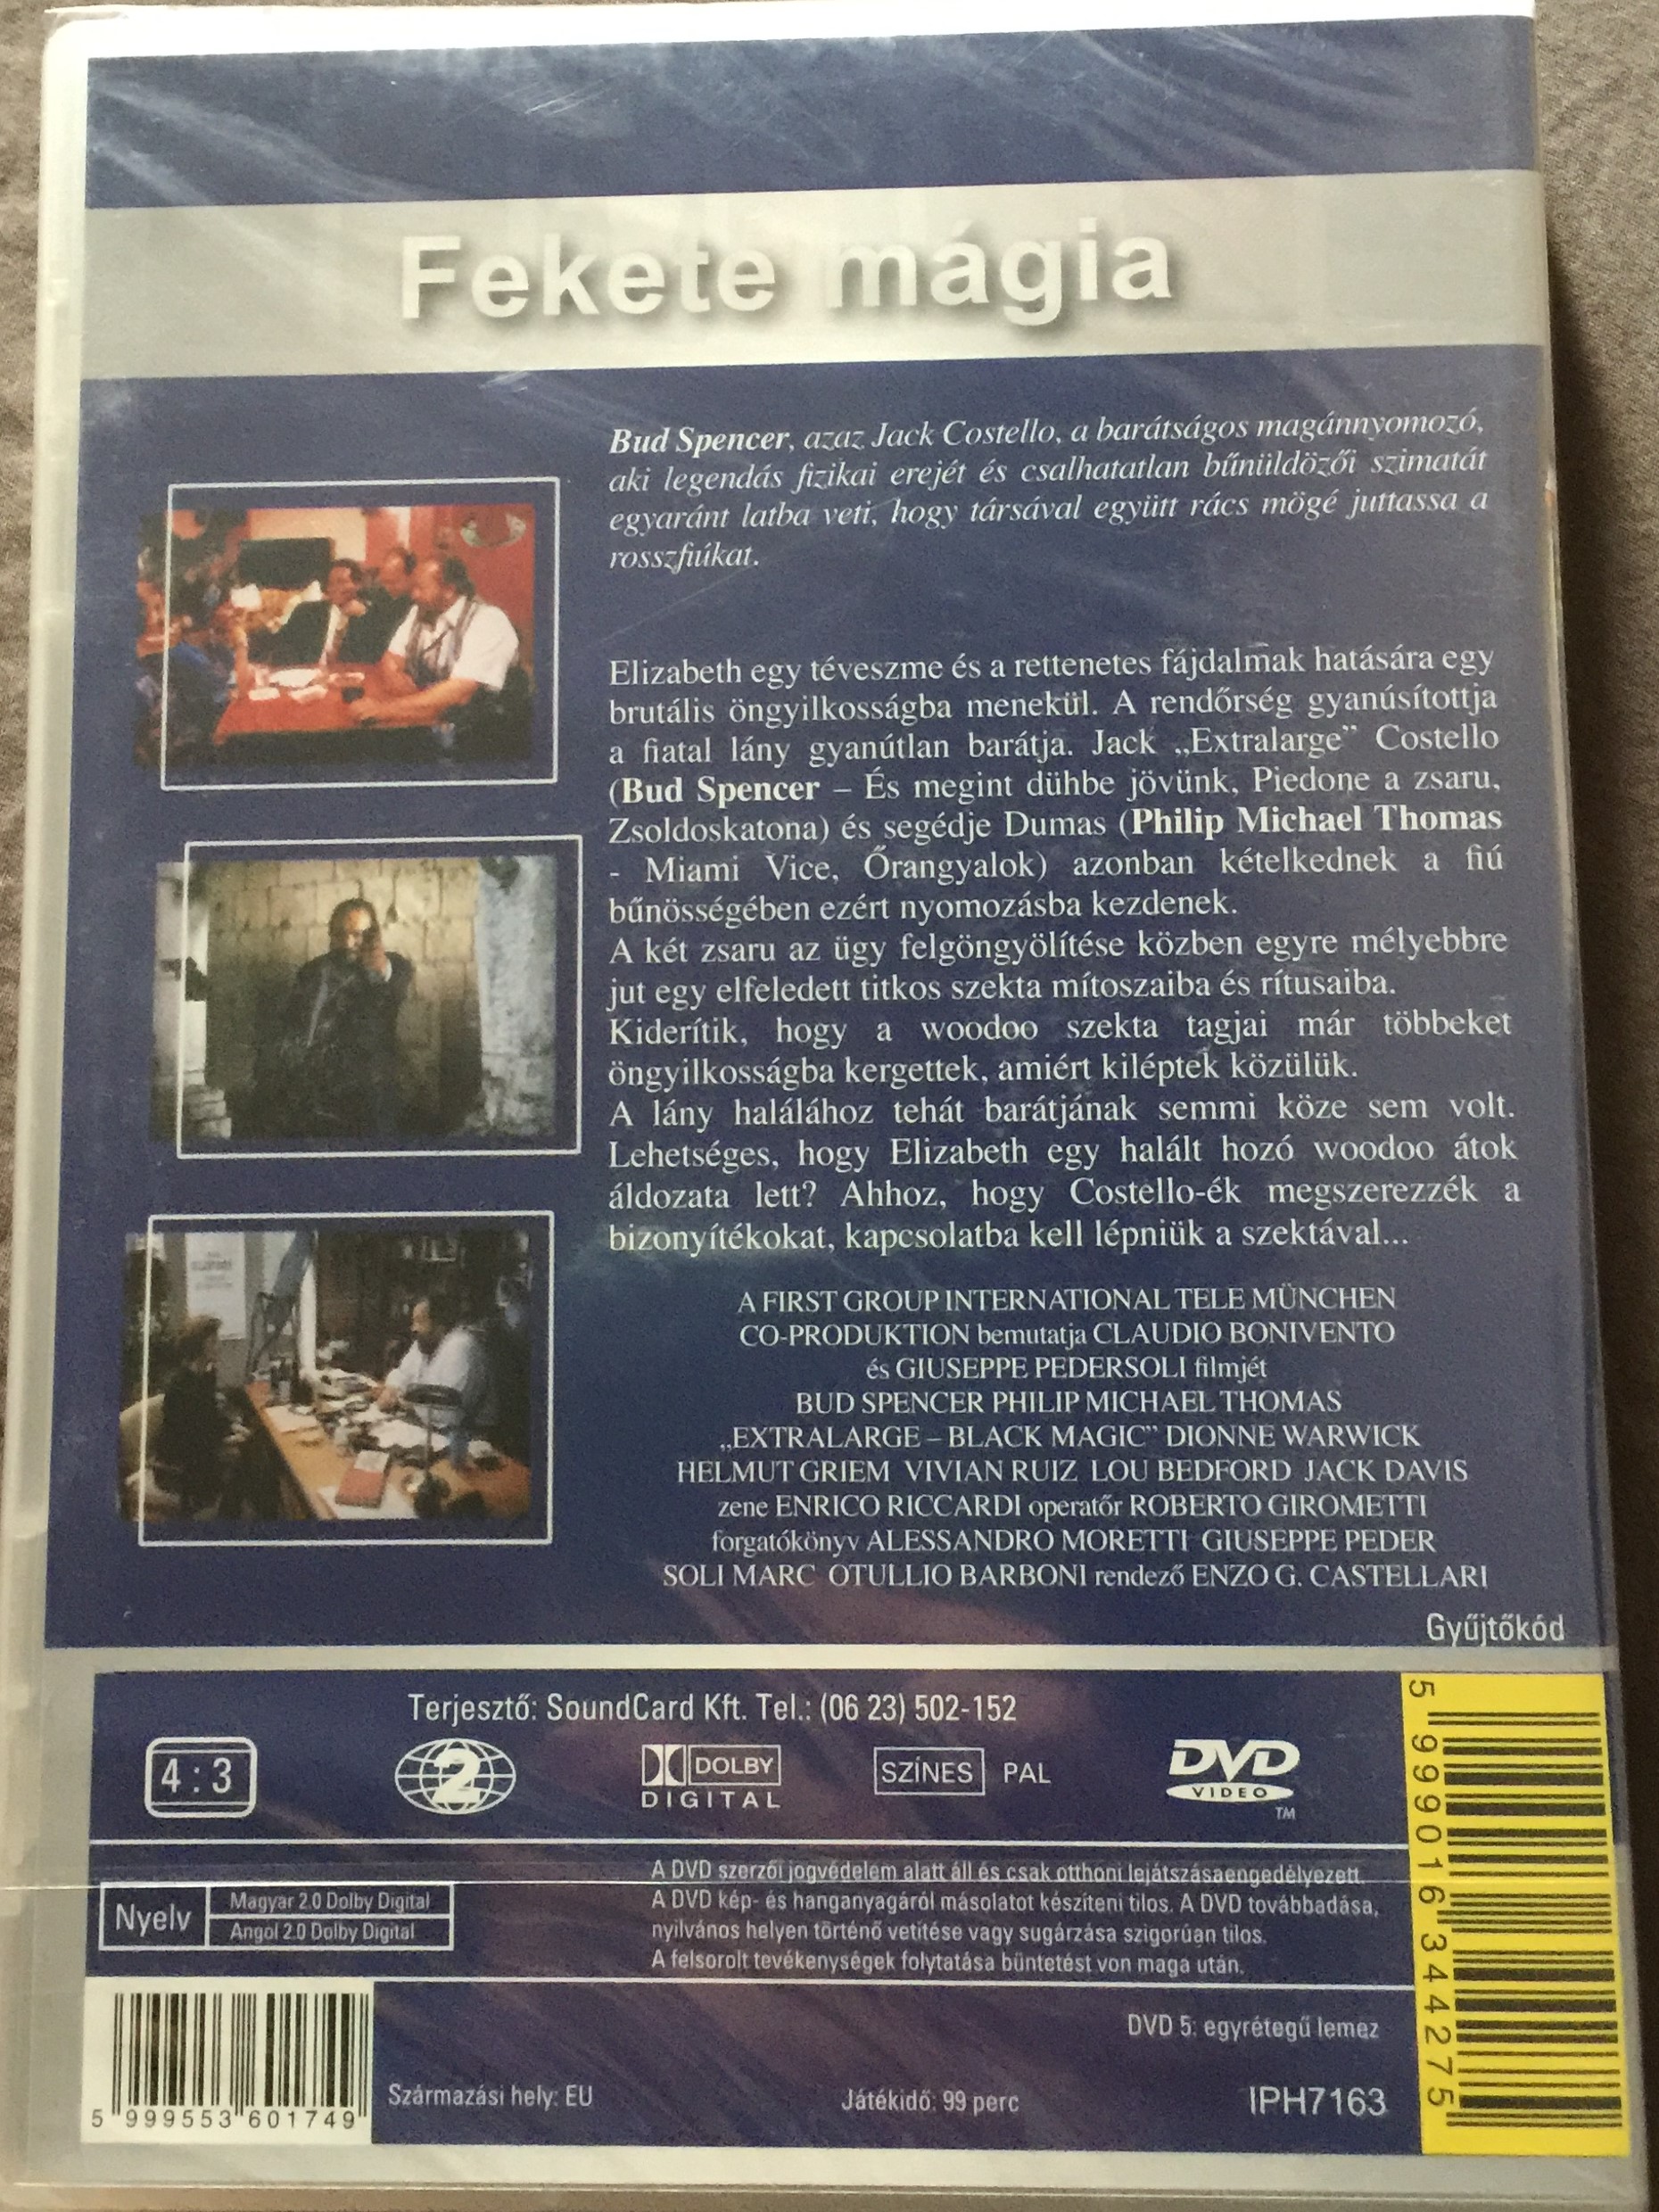 Fekete mágia
Bud Spencer, azaz Jack Costello, a barátságos magánnyomozó,
aki legendás fizikai erejét és csalhatatlan bűnüldözői szimatát
egyaránt latba veti, hogy társával együtt rács mögé juttassa a
rosszfiúkat.
Elizabeth egy téveszme és a rettenetes fájdalmak hatására egy
brutális öngyilkosságba menekül. A rendőrség gyanúsítottja
a fiatal lány gyanútlan barátja. Jack „Extralarge” Costello
(Bud Spencer – És megint dühbe jövünk, Piedone a zsaru,
Zsoldoskatona) és segédje Dumas (Philip Michael Thomas
- Miami Vice, Őrangyalok) azonban kételkednek a fiú
bűnösségében ezért nyomozásba kezdenek.
A két zsaru az ügy felgöngyölítése közben egyre mélyebbre
jut egy elfeledett titkos szekta mítoszaiba és rítusaiba.
Kiderítik, hogy a woodoo szekta tagjai már többeket
öngyilkosságba kergettek, amiért kiléptek közülük.
A lány halálához tehát barátjának semmi köze sem volt.
Lehetséges, hogy Elizabeth egy halált hozó woodoo átok
áldozata lett? Ahhoz, hogy Costello-ék megszerezzék a
bizonyítékokat, kapcsolatba kell lépniük a szektával...
A FIRST GROUP INTERNATIONAL TELE MÜNCHEN
CO-PRODUKTION bemutatja CLAUDIO BONIVENTO
és GIUSEPPE PEDERSOLI filmjét
BUD SPENCER PHILIP MICHAEL THOMAS
„EXTRALARGE – BLACK MAGIC” DIONNE WARWICK
HELMUT GRIEM VIVIAN RUIZ LOU BEDFORD JACK DAVIS
zene ENRICO RICCARDI operatőr ROBERTO GIROMETTI
forgatókönyv ALESSANDRO MORETTI GIUSEPPE PEDER
SOLI MARC OTULLIO BARBONI rendező ENZO G. CASTELLARI
Gyűjtőkód
Terjesztő: SoundCard Kft. Tel.: (06 23) 502-152
4:3
2
DOLBY
DIGITAL
SZÍNES PAL
DVD
VIDEO
TM
Nyelv
Magyar 2.0 Dolby Digital
Angol 2.0 Dolby Digital
A DVD szerzői jogvédelem alatt áll és csak otthoni lejátszásaengedélyezett.
A DVD kép- és hanganyagáról másolatot készíteni tilos. A DVD továbbadása,
nyilvános helyen történő vetítése vagy sugárzása szigorúan tilos.
A felsorolt tevékenységek folytatása büntetést von maga után.
DVD 5: egyrétegű lemez
Származási hely: EU
Játékidő: 99 perc
IPH7163
5 999553 601749
5 999016 344275